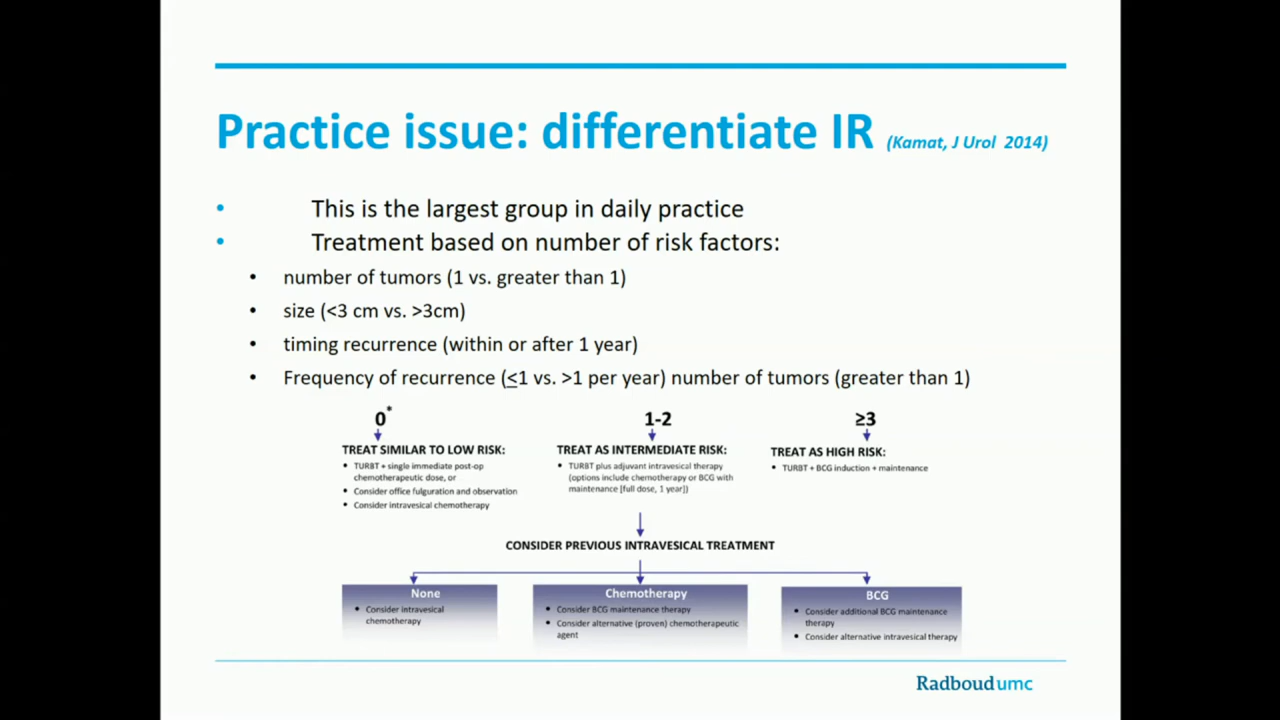 Practice issue: differentiate IR (Kamat, J Urol 2014)
• This is the largest group in daily practice
• Treatment based on number of risk factors:
• number of tumors (1 vs. greater than 1)
• size (<3 cm vs. >3cm)
• timing recurrence (within or after 1 year)
• Frequency of recurrence (≤1 vs. >1 per year) number of tumors (greater than 1)
0*
TREAT SIMILAR TO LOW RISK:
• TURBT + single immediate post-op
chemotherapeutic dose, or
• Consider office fulguration and observation
• Consider intravesical chemotherapy
1-2
TREAT AS INTERMEDIATE RISK:
• TURBT plus adjuvant intravesical therapy
(options include chemotherapy or BCG with
maintenance [full dose, 1 year])
≥3
TREAT AS HIGH RISK:
• TURBT + BCG induction + maintenance
CONSIDER PREVIOUS INTRAVESICAL TREATMENT
None
• Consider intravesical
chemotherapy
Chemotherapy
• Consider BCG maintenance therapy
• Consider alternative (proven) chemotherapeutic
agent
BCG
• Consider additional BCG maintenance
therapy
• Consider alternative intravesical therapy
Radboudumc